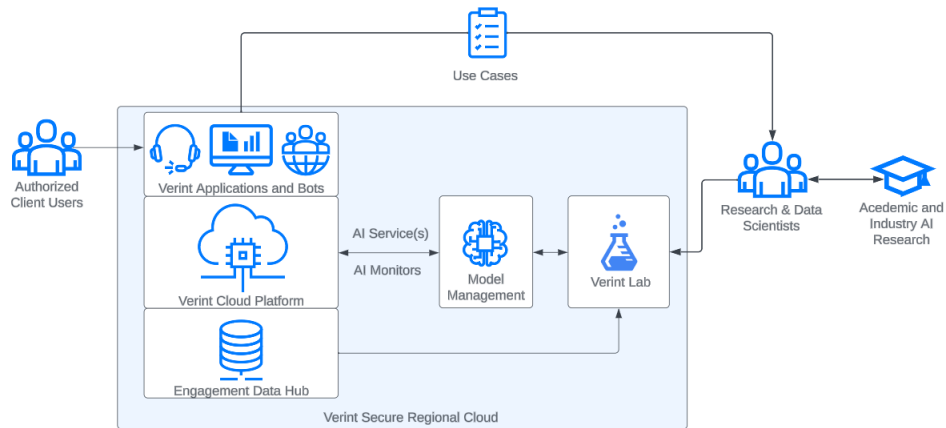 Use Cases
Authorized
Client Users
Verint Applications and Bots
Research & Data
Scientists
Acedemic and
Industry AI
Research
AI Service(s)
AI Monitors
Model
Management
Verint Lab
Verint Cloud Platform
Engagement Data Hub
Verint Secure Regional Cloud